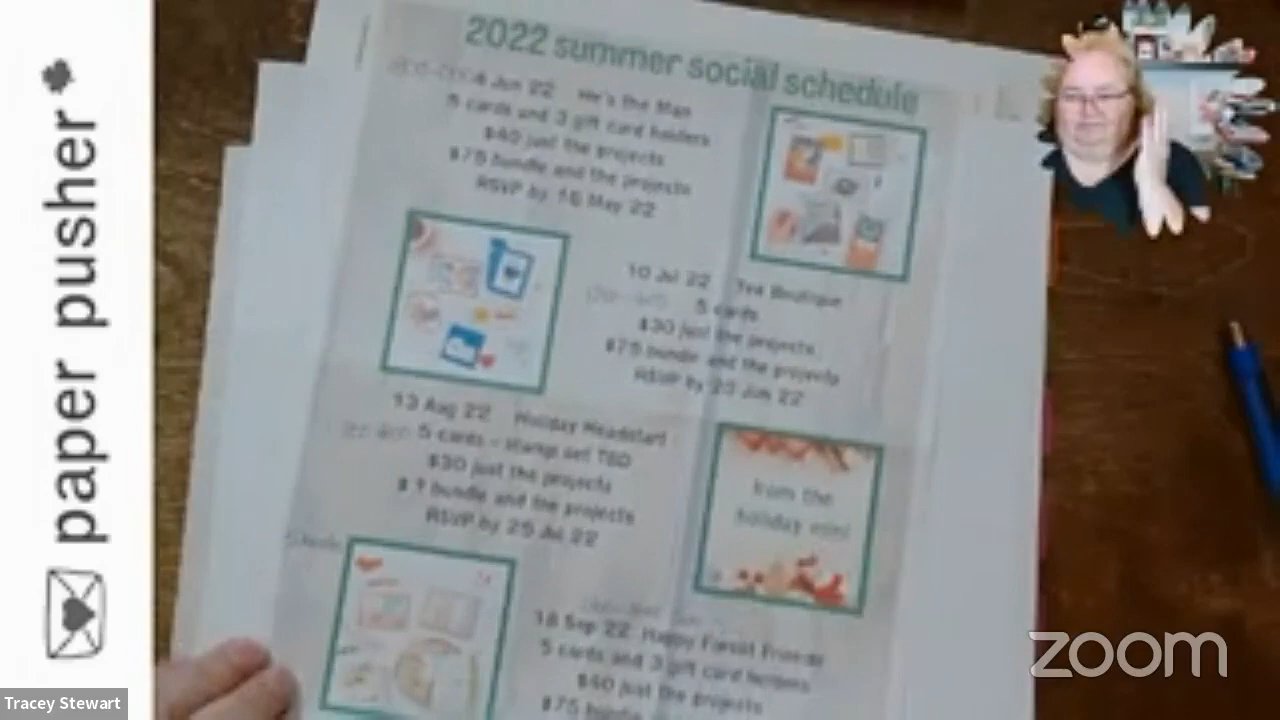 2022 summer social schedule
4 Jun 22 He's the Man
5 cards and 3 gift card holders
$40 just the projects
$75 bundle and the projects
RSVP by 16 May 22
10 Jul 22 Tea Boutique
5 cards
$30 just the projects
$75 bundle and the projects
RSVP by 20 Jun 22
13 Aug 22 Holiday Headstart
5 cards - stamp set TBD
$30 just the projects
$ ? bundle and the projects
RSVP by 25 Jul 22
from the
holiday mini
18 Sep 22 Happy Forest Friends
5 cards and 3 gift card holders
$40 just the projects
$75 bundle
paper pusher
Tracey Stewart
zoom